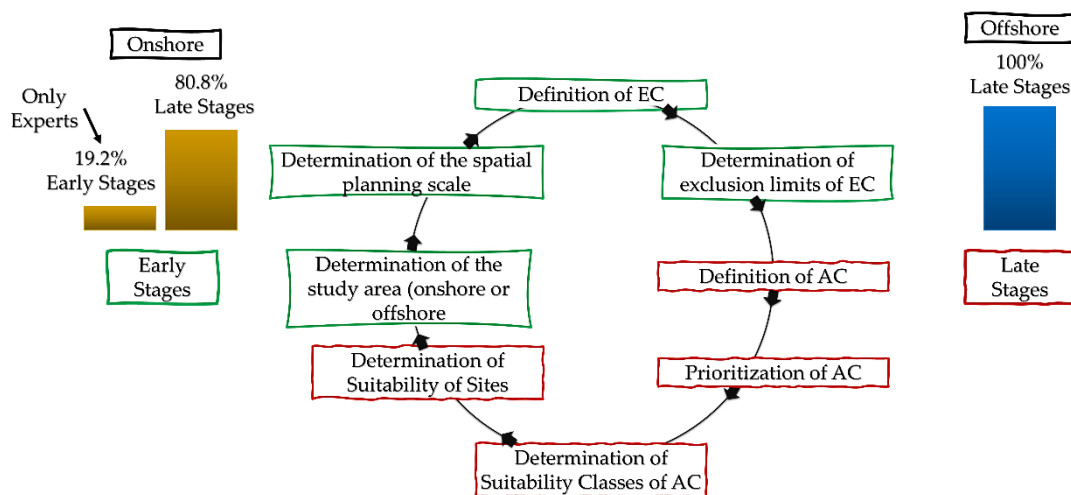 Onshore
80.8%
Late Stages
Only
Experts
19.2%
Early Stages
Early
Stages
Definition of EC
Determination of the spatial
planning scale
Determination of
exclusion limits of EC
Determination of the
study area (onshore or
offshore
Definition of AC
Determination of
Suitability of Sites
Prioritization of AC
Determination of
Suitability Classes of AC
Offshore
100%
Late Stages
Late
Stages